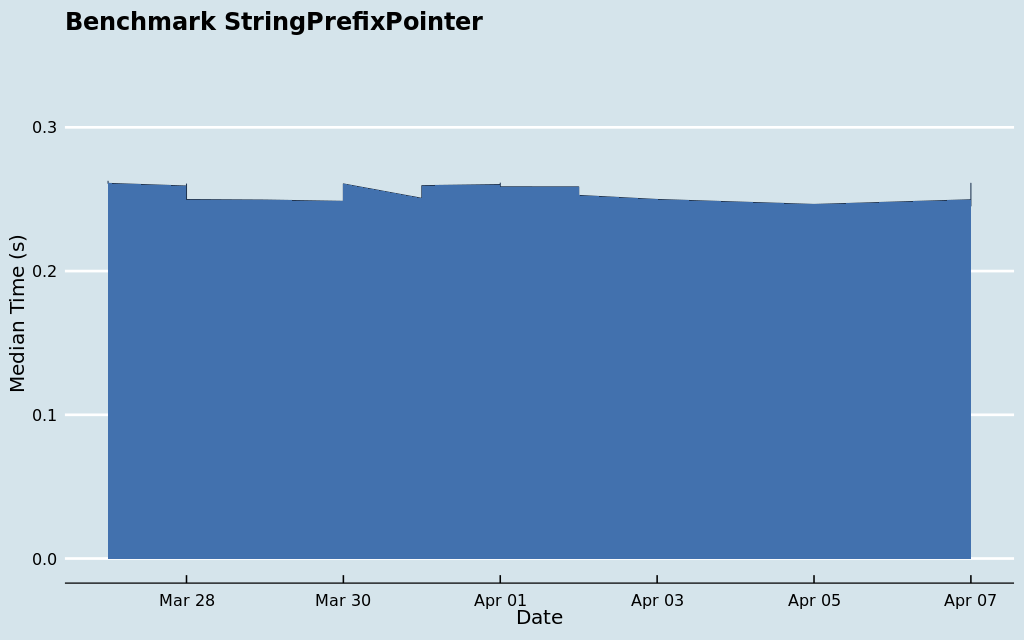 Benchmark StringPrefixPointer
Median Time (s)
0.3
0.2
0.1
0.0
Mar 28
Mar 30
Apr 01
Apr 03
Apr 05
Apr 07
Date